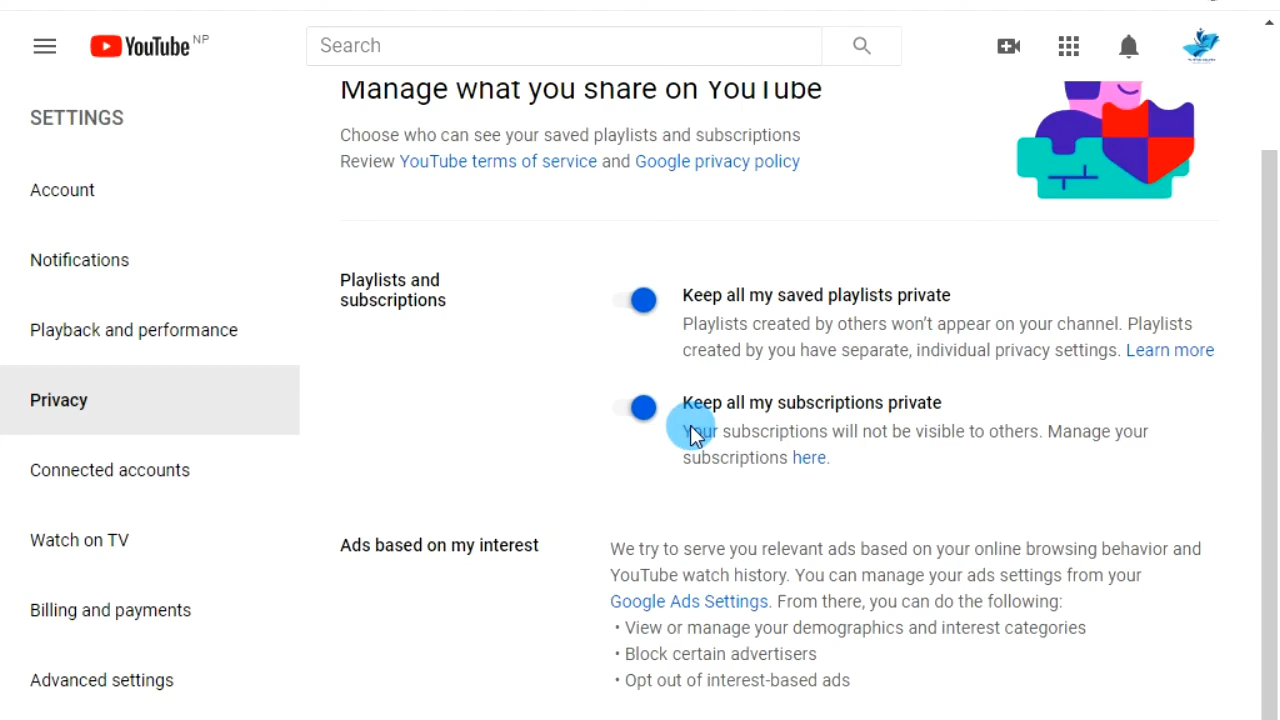 YouTube NP
Search
SETTINGS
Account
Notifications
Playback and performance
Privacy
Connected accounts
Watch on TV
Billing and payments
Advanced settings
Manage what you share on YouTube
Choose who can see your saved playlists and subscriptions
Review YouTube terms of service and Google privacy policy
Playlists and
subscriptions
Keep all my saved playlists private
Playlists created by others won't appear on your channel. Playlists
created by you have separate, individual privacy settings. Learn more
Keep all my subscriptions private
Your subscriptions will not be visible to others. Manage your
subscriptions here.
Ads based on my interest
We try to serve you relevant ads based on your online browsing behavior and
YouTube watch history. You can manage your ads settings from your
Google Ads Settings. From there, you can do the following:
• View or manage your demographics and interest categories
• Block certain advertisers
• Opt out of interest-based ads